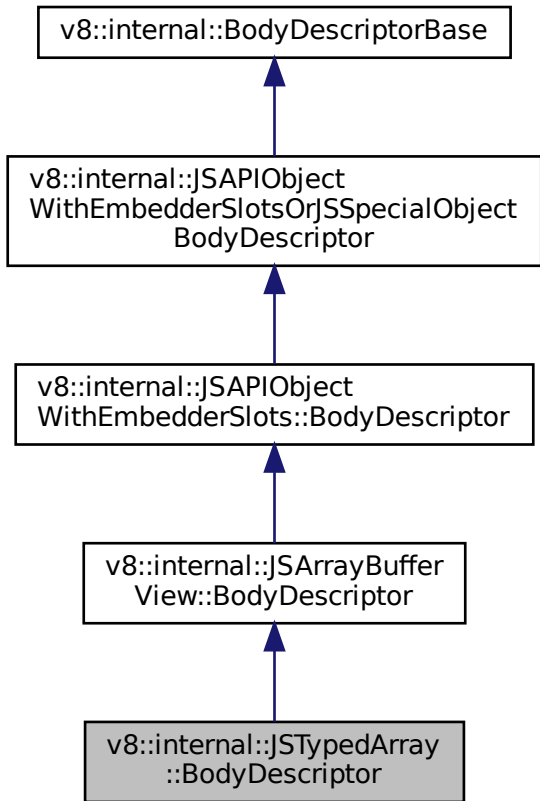 v8::internal::BodyDescriptorBase
v8::internal::JSAPIObject
WithEmbedderSlotsOrJSSpecialObject
BodyDescriptor
v8::internal::JSAPIObject
WithEmbedderSlots::BodyDescriptor
v8::internal::JSArrayBuffer
View::BodyDescriptor
v8::internal::JSTypedArray
::BodyDescriptor